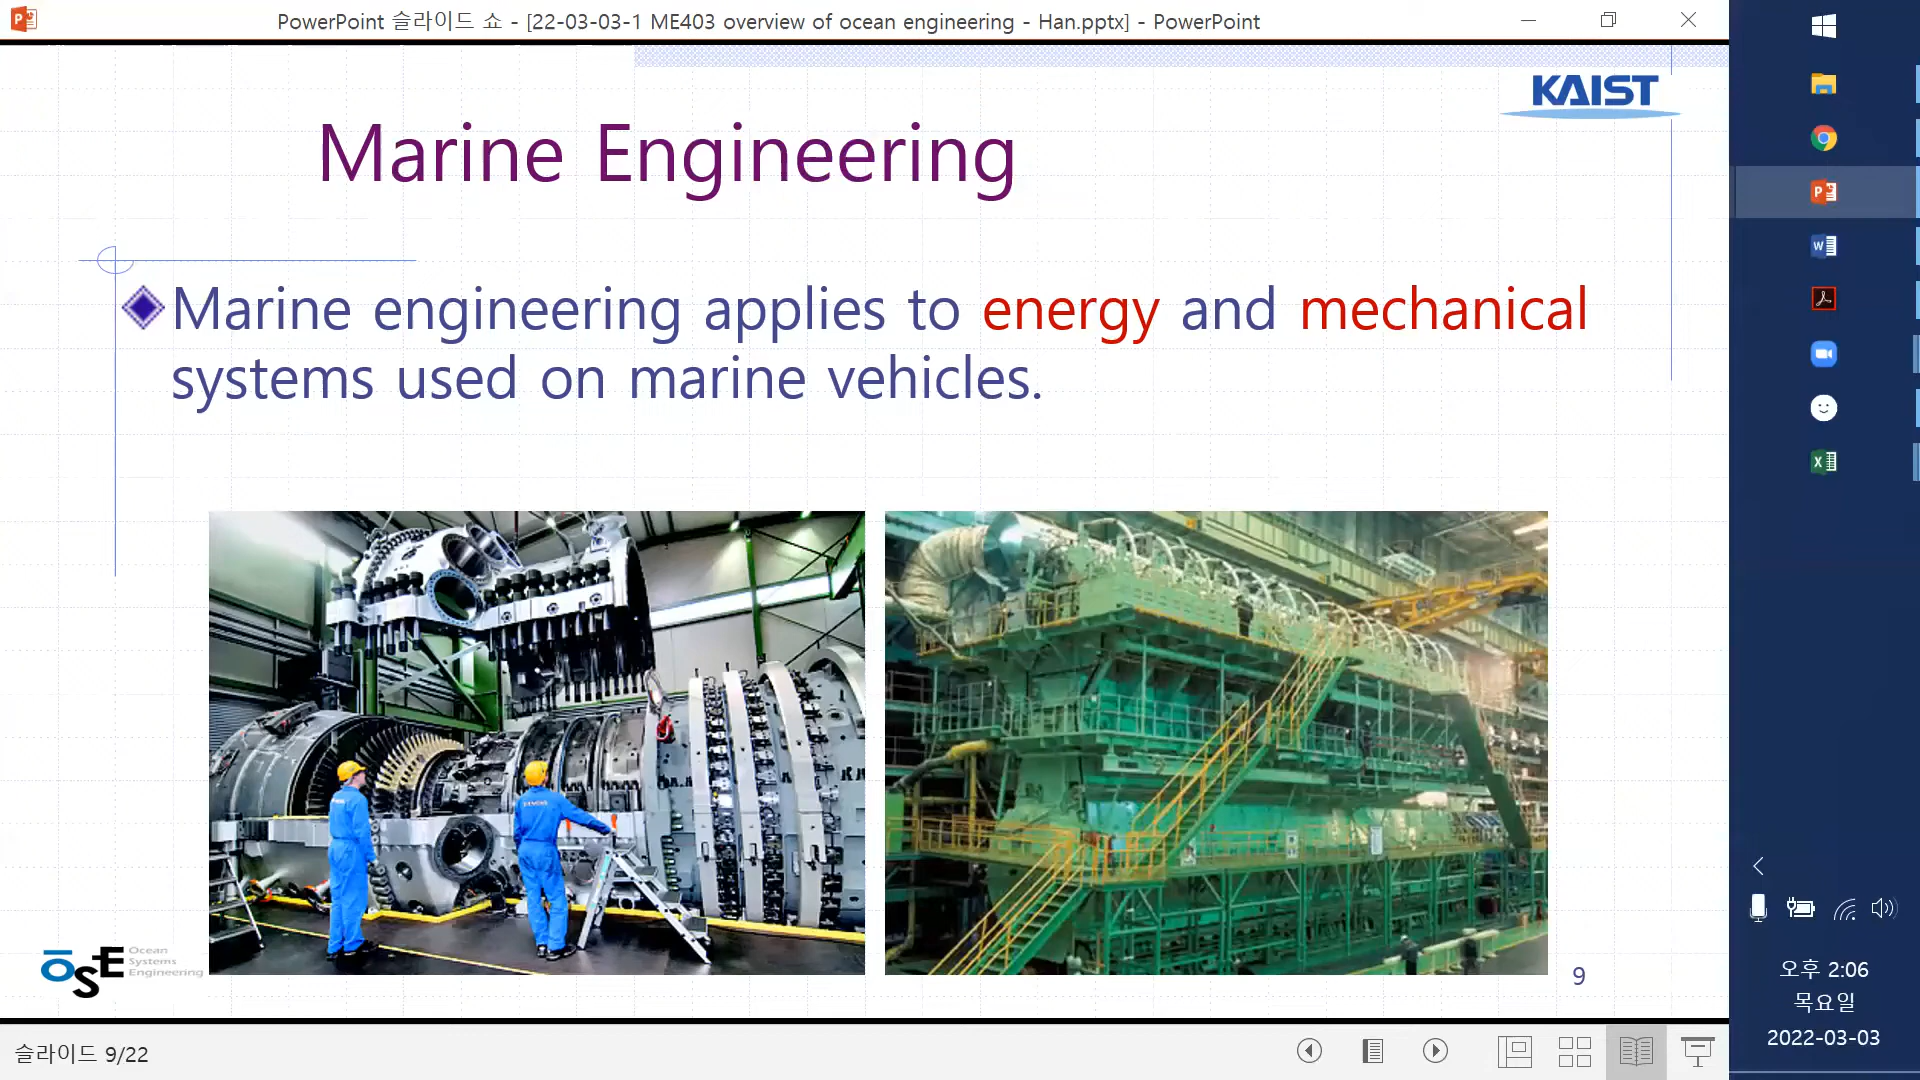 PowerPoint 슬라이드 쇼 - [22-03-03-1 ME403 overview of ocean engineering - Han.pptx] - PowerPoint
KAIST
Marine Engineering
Marine engineering applies to energy and mechanical
systems used on marine vehicles.
SIEMENS
OSE Ocean
Systems
Engineering
9
슬라이드 9/22
오후 2:06
목요일
2022-03-03